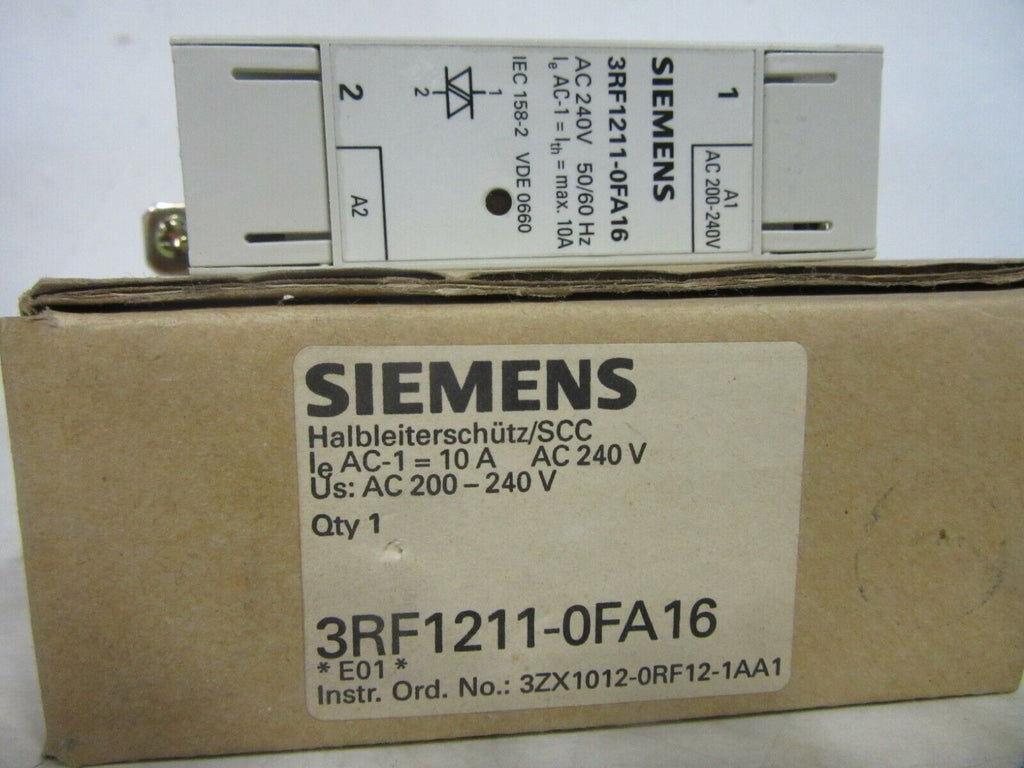 SIEMENS
3RF1211-0FA16
AC 240V 50/60 Hz
Ie AC-1 = Ith = max. 10A
IEC 158-2 VDE 0660
1
2
1
A1
AC 200-240V
2
A2
SIEMENS
Halbleiterschütz/SCC
Ie AC-1 = 10 A AC 240 V
Us: AC 200 – 240 V
Qty 1
3RF1211-0FA16
* E01 *
Instr. Ord. No.: 3ZX1012-0RF12-1AA1